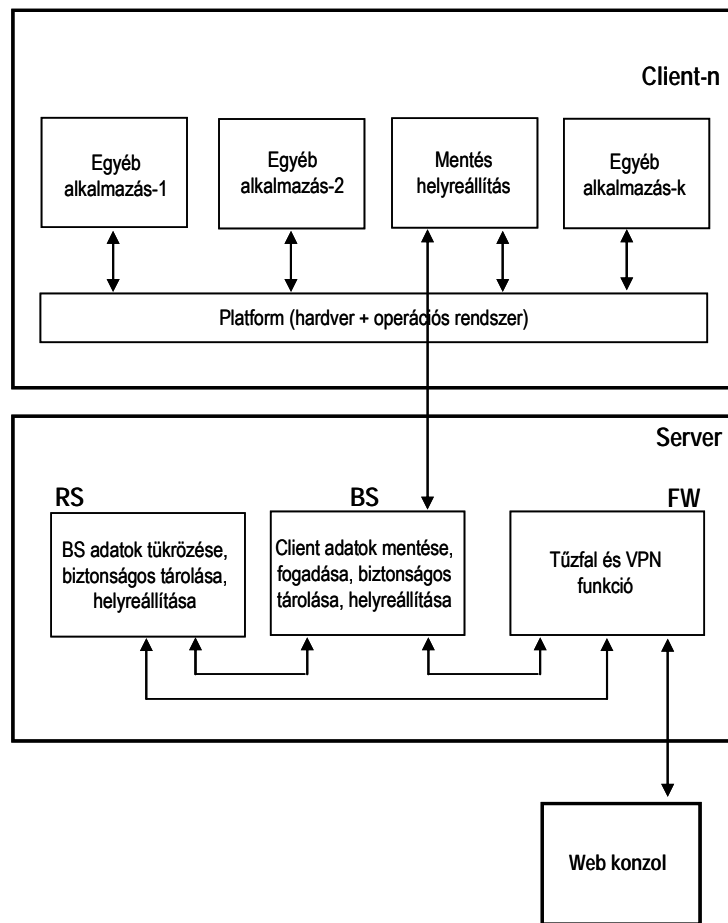 Client-n
Egyéb
alkalmazás-1
Egyéb
alkalmazás-2
Mentés
helyreállítás
Egyéb
alkalmazás-k
Platform (hardver + operációs rendszer)
Server
RS
BS
FW
BS adatok tükrözése,
biztonságos tárolása,
helyreállítása
Client adatok mentése,
fogadása, biztonságos
tárolása, helyreállítása
Tűzfal és VPN
funkció
Web konzol